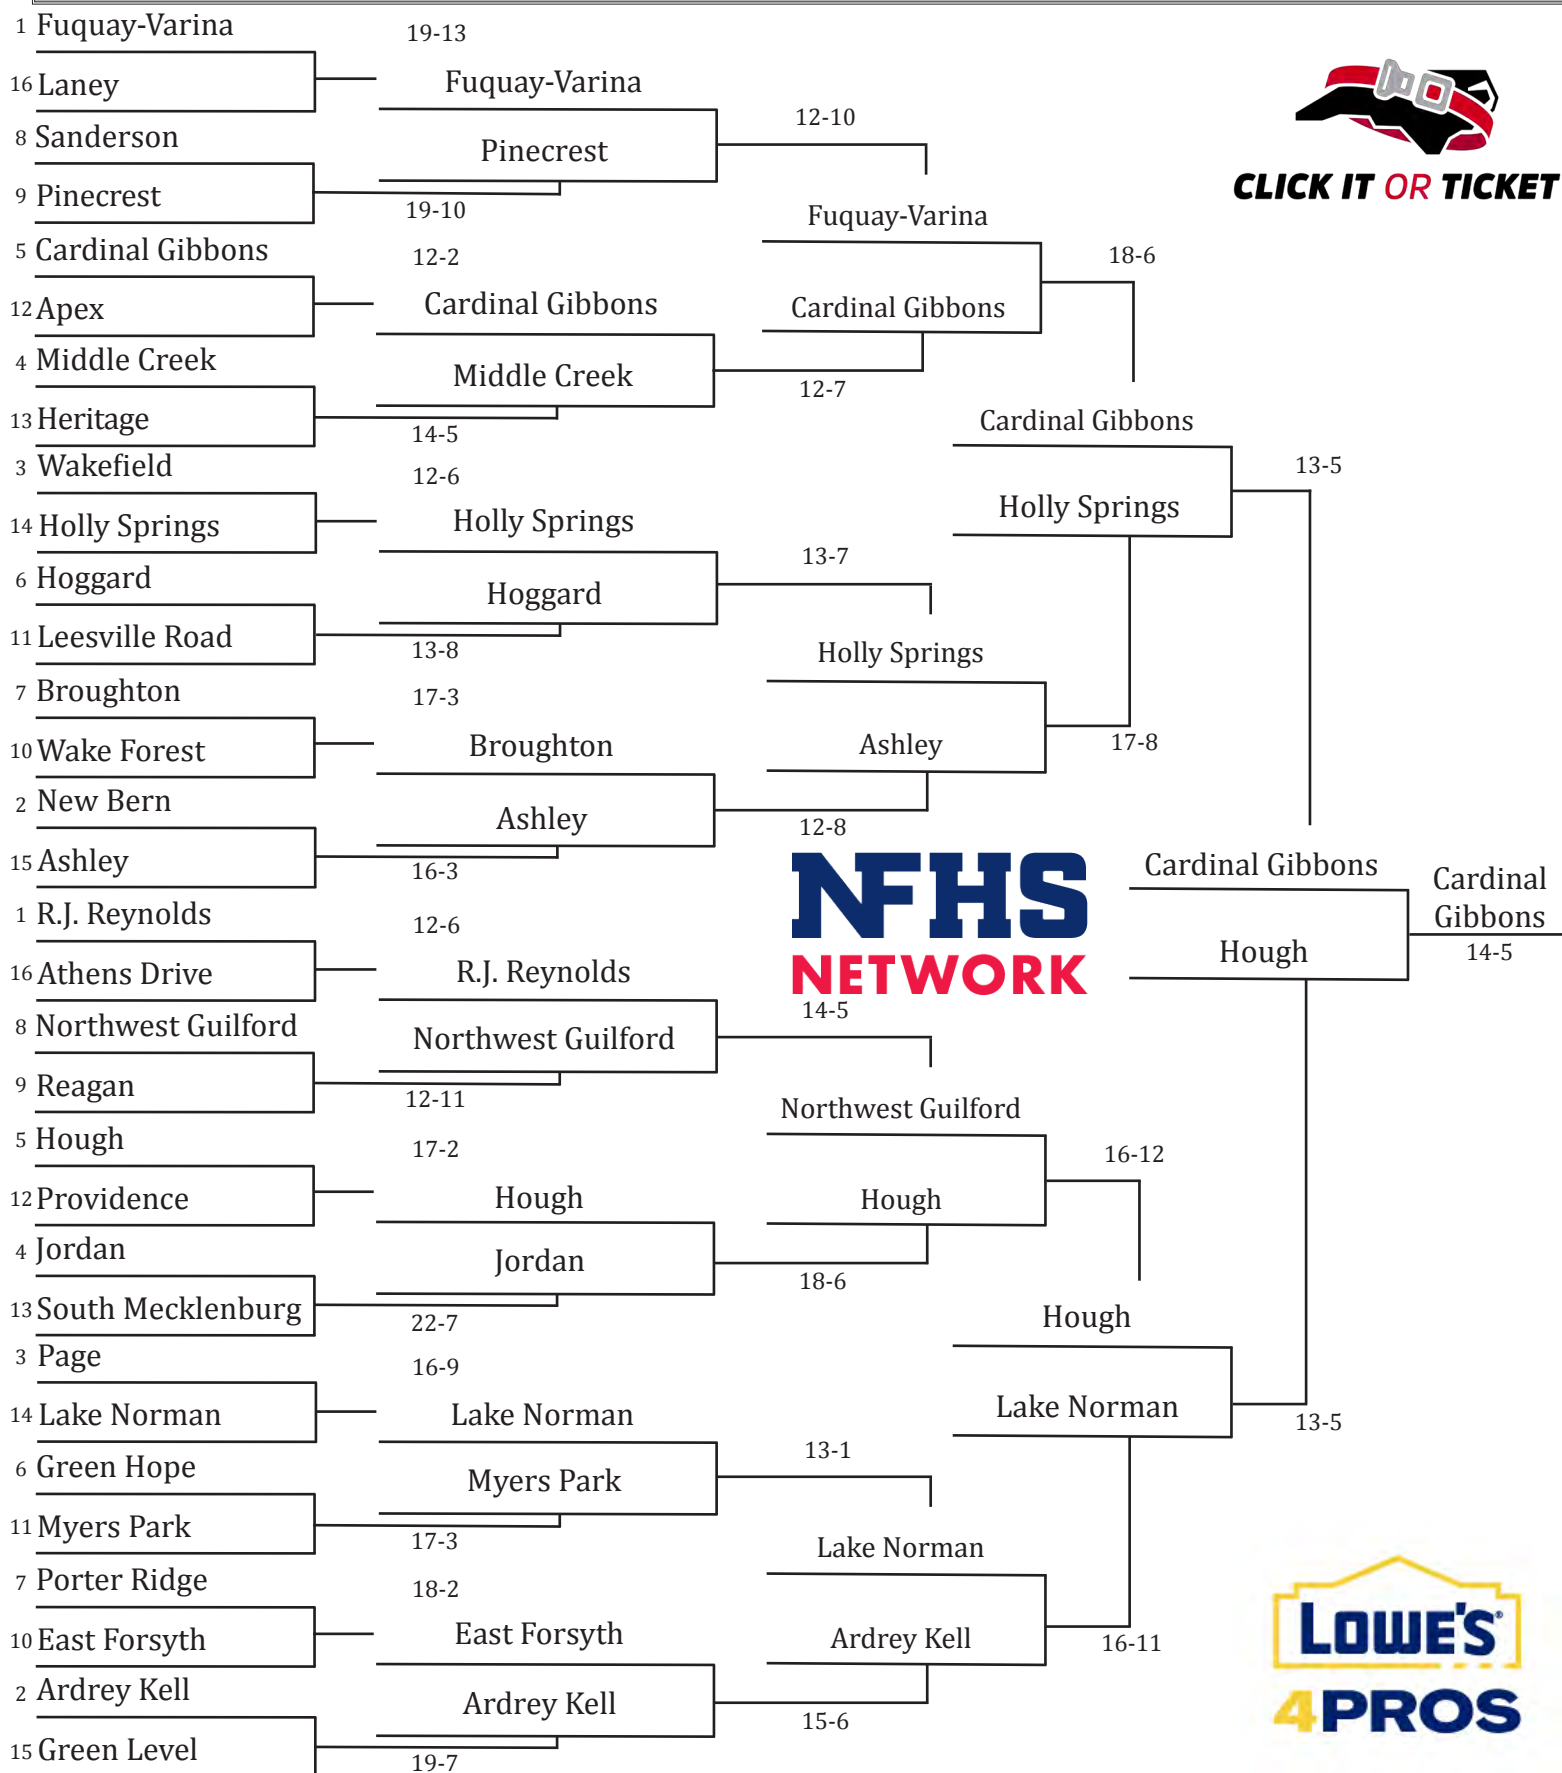 1 Fuquay-Varina
16 Laney
8 Sanderson
9 Pinecrest
5 Cardinal Gibbons
12 Apex
4 Middle Creek
13 Heritage
3 Wakefield
14 Holly Springs
6 Hoggard
11 Leesville Road
7 Broughton
10 Wake Forest
2 New Bern
15 Ashley
1 R.J. Reynolds
16 Athens Drive
8 Northwest Guilford
9 Reagan
5 Hough
12 Providence
4 Jordan
13 South Mecklenburg
3 Page
14 Lake Norman
6 Green Hope
11 Myers Park
7 Porter Ridge
10 East Forsyth
2 Ardrey Kell
15 Green Level
19-13
Fuquay-Varina
Pinecrest
19-10
12-2
Cardinal Gibbons
Middle Creek
14-5
12-6
Holly Springs
Hoggard
13-8
17-3
Broughton
Ashley
16-3
12-6
R.J. Reynolds
Northwest Guilford
12-11
17-2
Hough
Jordan
22-7
16-9
Lake Norman
Myers Park
17-3
18-2
East Forsyth
Ardrey Kell
19-7
12-10
Fuquay-Varina
Cardinal Gibbons
12-7
13-7
Holly Springs
Ashley
12-8
14-5
Northwest Guilford
Hough
18-6
13-1
Lake Norman
Ardrey Kell
15-6
18-6
Cardinal Gibbons
Holly Springs
17-8
16-12
Hough
Lake Norman
16-11
13-5
Cardinal Gibbons
Hough
13-5
Cardinal
Gibbons
14-5
CLICK IT OR TICKET
NFHS
NETWORK
LOWE'S®
4PROS